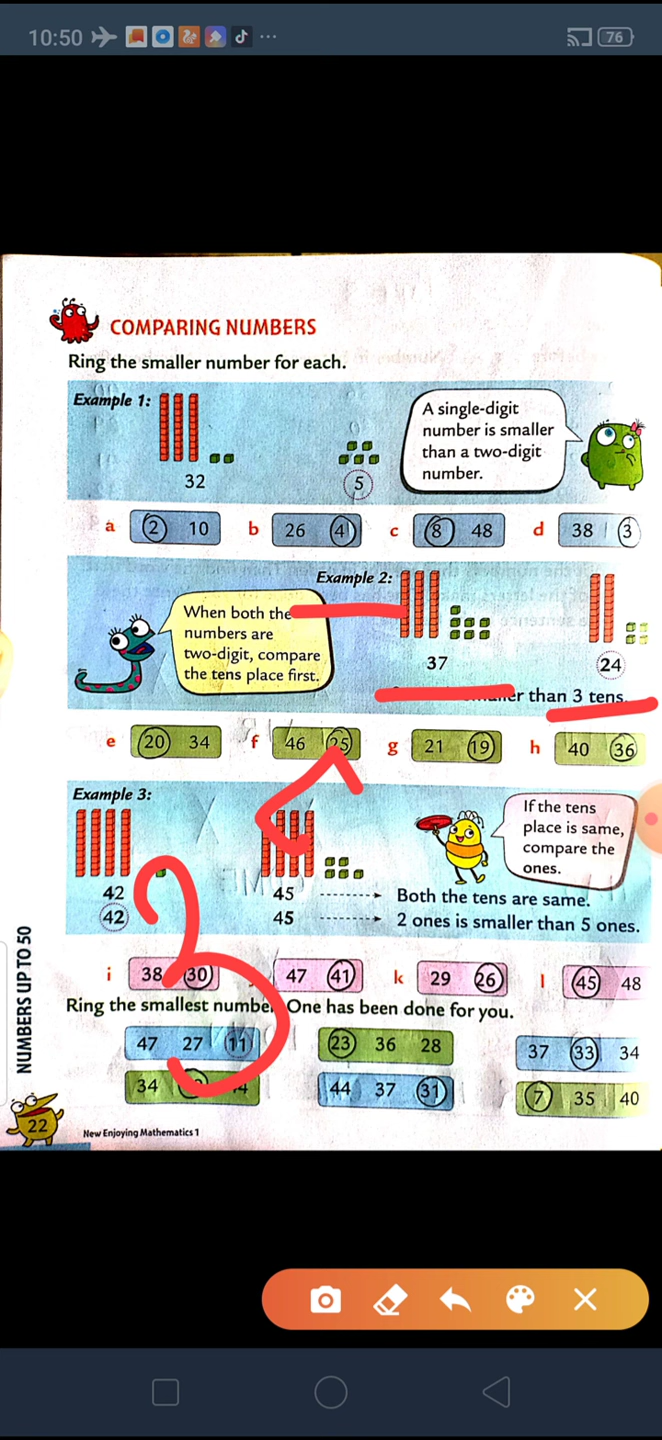 10:50
76
COMPARING NUMBERS
Ring the smaller number for each.
Example 1:
A single-digit
number is smaller
than a two-digit
number.
32 5
a 2 10 b 26 4 c 8 48 d 38 3
Example 2:
When both the
numbers are
two-digit, compare
the tens place first.
37 24
than 3 tens.
e 20 34 f 46 25 g 21 19 h 40 36
Example 3:
If the tens
place is same,
compare the
ones.
42 45 Both the tens are same.
42 45 2 ones is smaller than 5 ones.
i 38 30 47 41 k 29 26 l 45 48
Ring the smallest number. One has been done for you.
47 27 11 23 36 28 37 33 34
34 44 37 31 7 35 40
NUMBERS UP TO 50
22
New Enjoying Mathematics 1